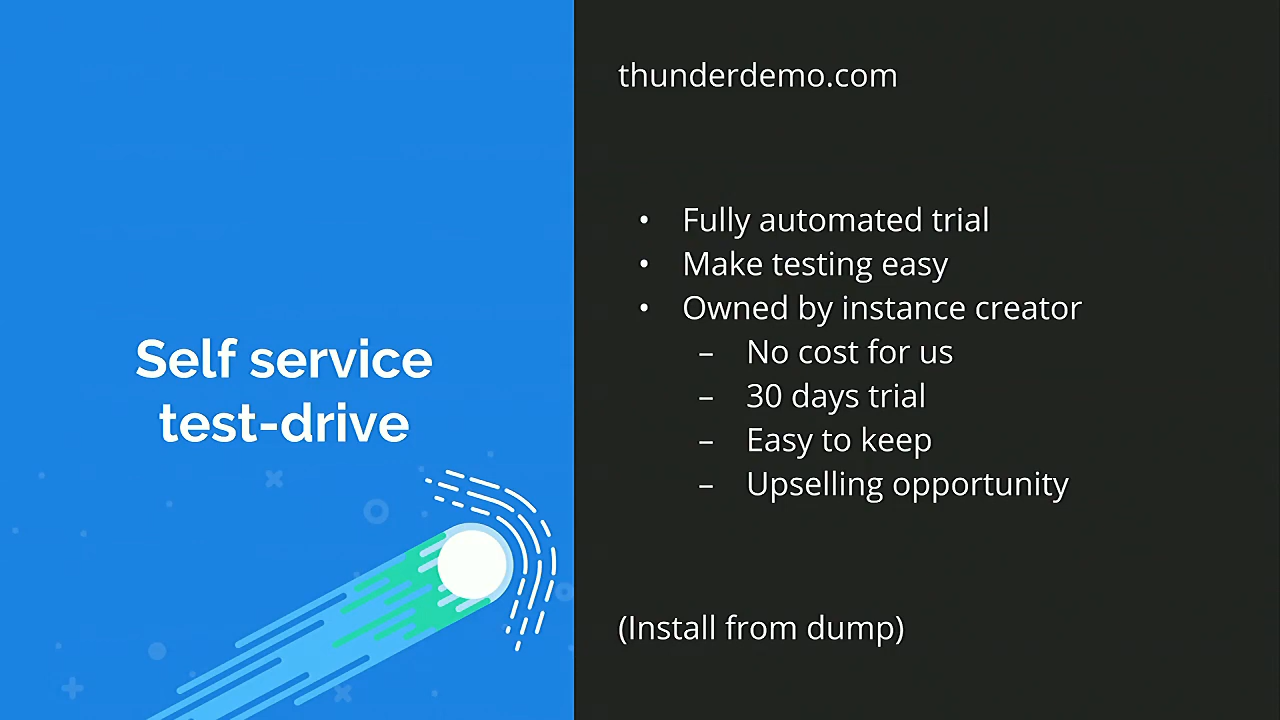 Self service
test-drive
thunderdemo.com
• Fully automated trial
• Make testing easy
• Owned by instance creator
– No cost for us
– 30 days trial
– Easy to keep
– Upselling opportunity
(Install from dump)